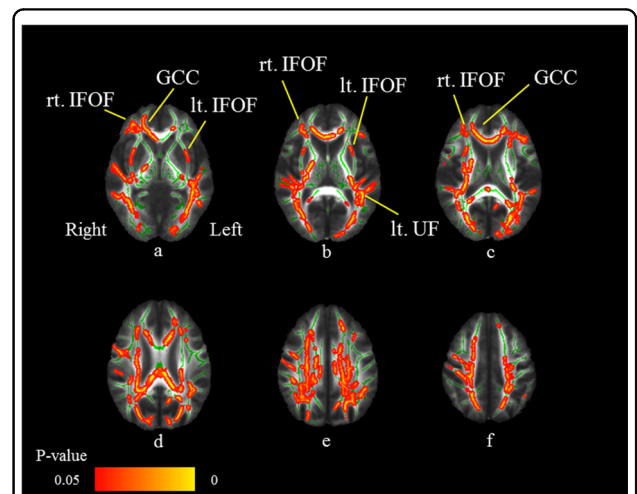 rt. IFOF
GCC
lt. IFOF
rt. IFOF
lt. IFOF
lt. UF
rt. IFOF
GCC
Right
Left
a
b
c
d
e
f
P-value
0.05
0